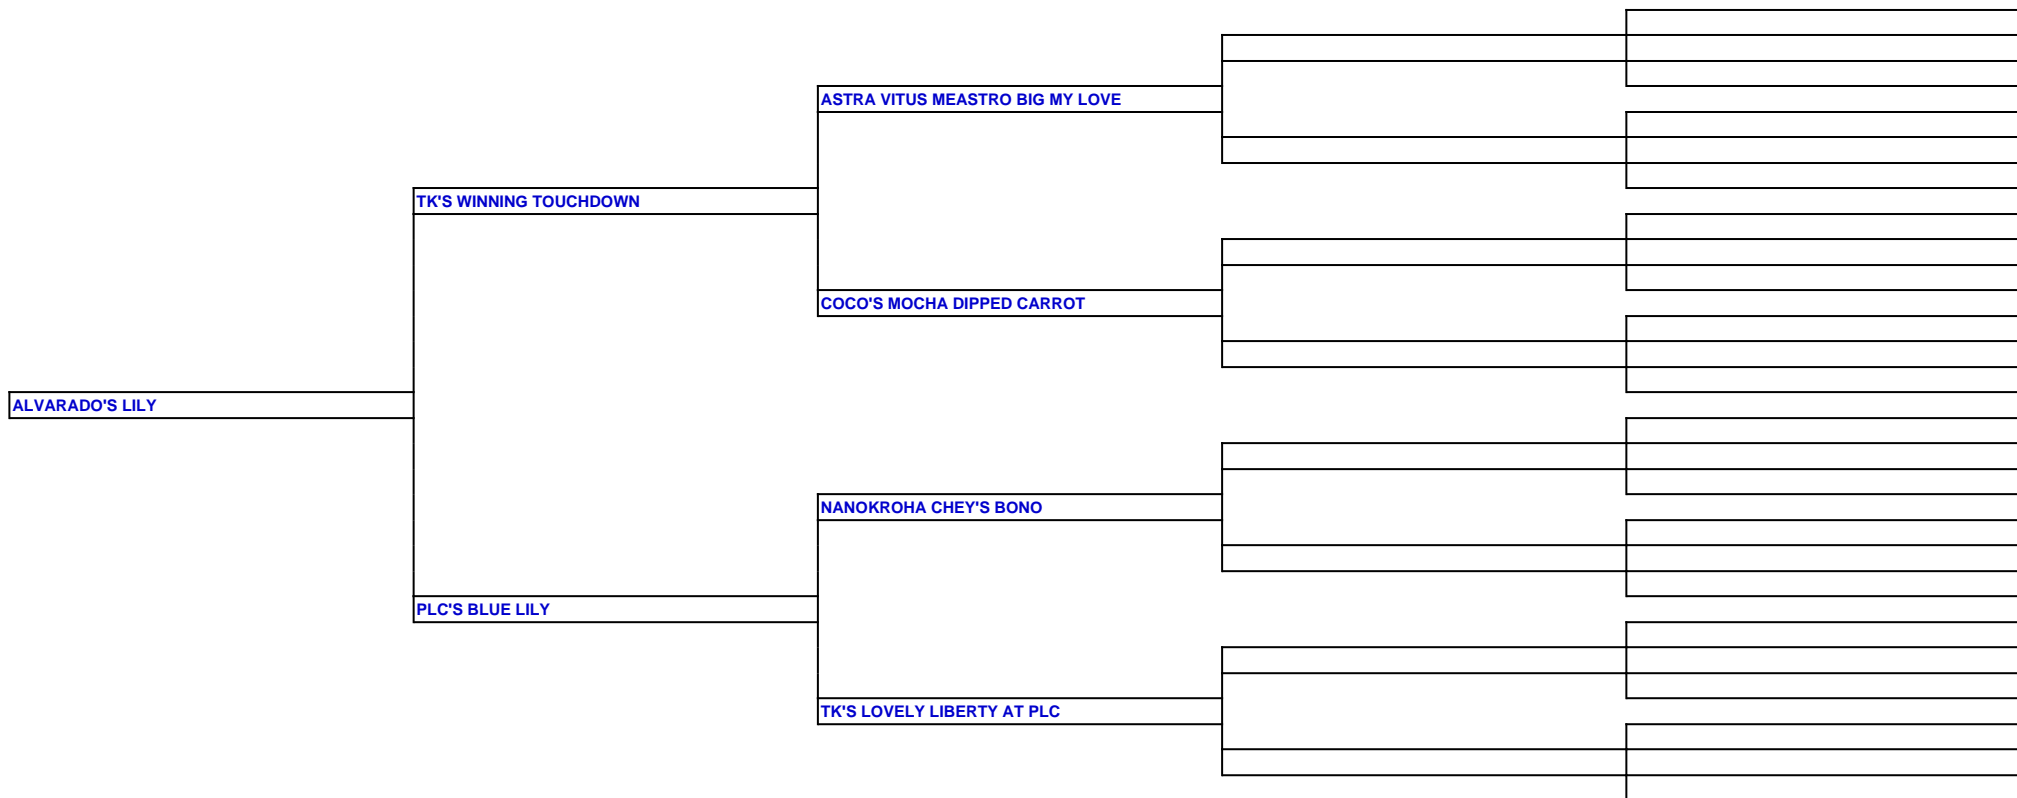 ASTRA VITUS MEASTRO BIG MY LOVE
TK'S WINNING TOUCHDOWN
COCO'S MOCHA DIPPED CARROT
ALVARADO'S LILY
NANOKROHA CHEY'S BONO
PLC'S BLUE LILY
TK'S LOVELY LIBERTY AT PLC